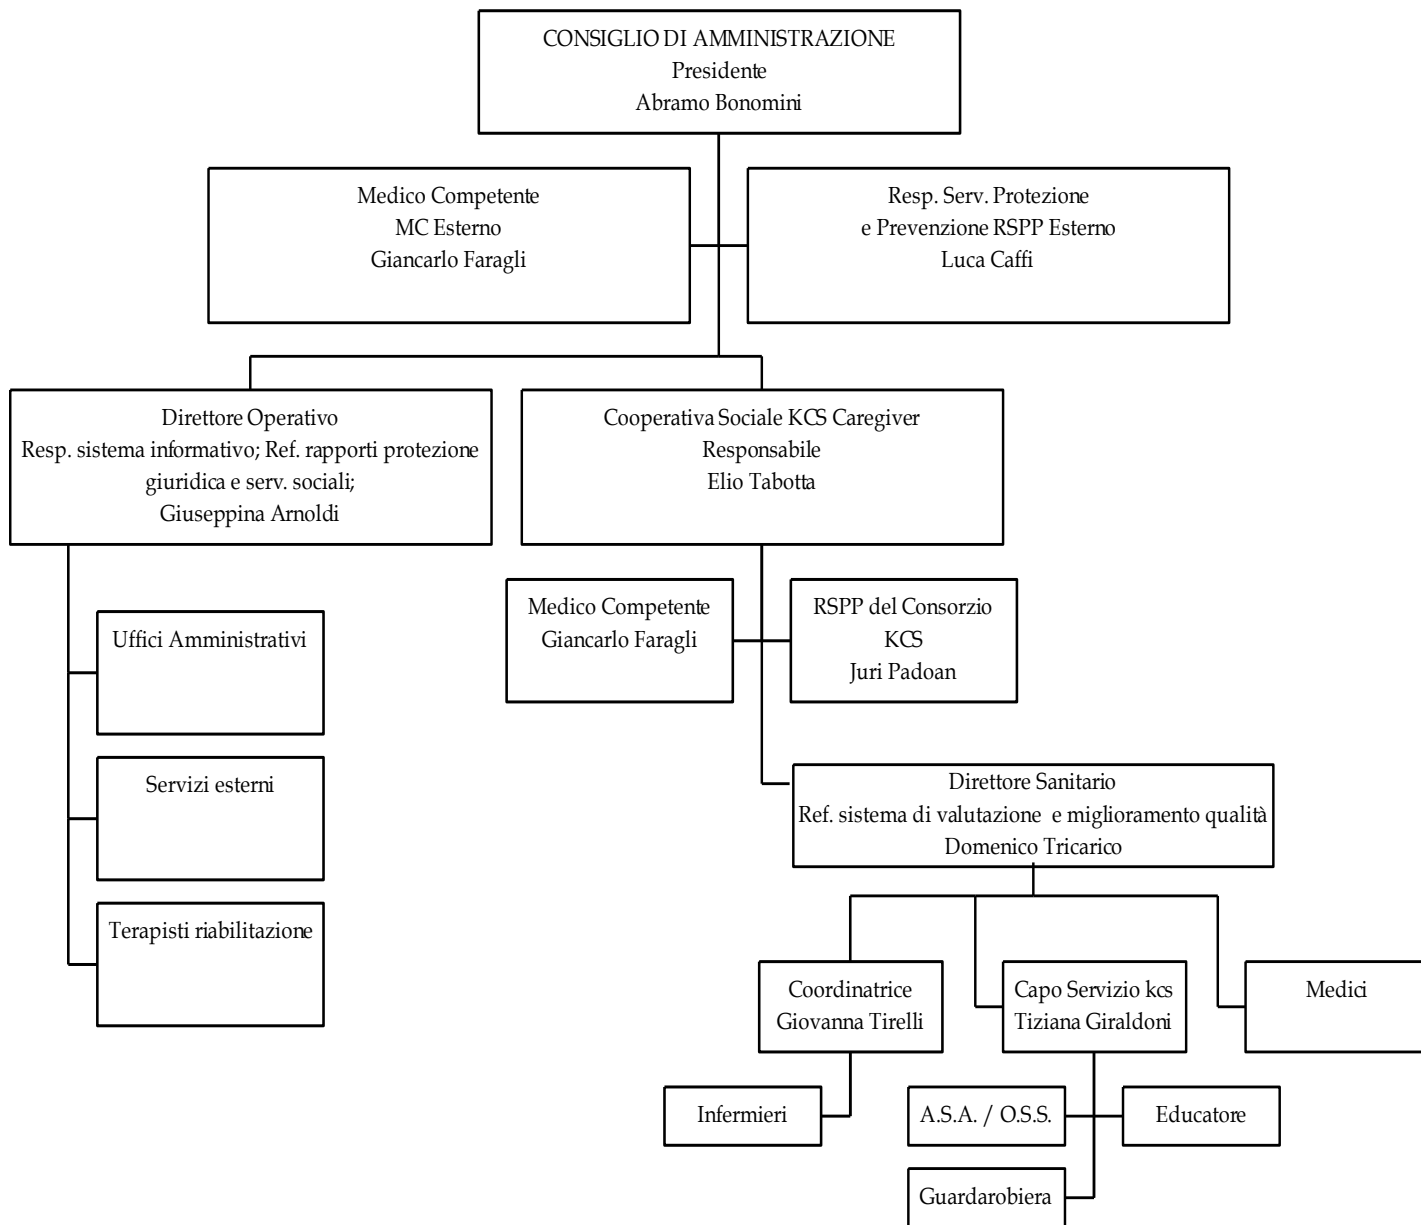 CONSIGLIO DI AMMINISTRAZIONE
Presidente
Abramo Bonomini
Medico Competente
MC Esterno
Giancarlo Faragli
Resp. Serv. Protezione
e Prevenzione RSPP Esterno
Luca Caffi
Direttore Operativo
Resp. sistema informativo; Ref. rapporti protezione
giuridica e serv. sociali;
Giuseppina Arnoldi
Cooperativa Sociale KCS Caregiver
Responsabile
Elio Tabotta
Medico Competente
Giancarlo Faragli
RSPP del Consorzio
KCS
Juri Padoan
Uffici Amministrativi
Servizi esterni
Terapisti riabilitazione
Direttore Sanitario
Ref. sistema di valutazione e miglioramento qualità
Domenico Tricarico
Coordinatrice
Giovanna Tirelli
Capo Servizio kcs
Tiziana Giraldoni
Medici
Infermieri
A.S.A. / O.S.S.
Educatore
Guardarobiera